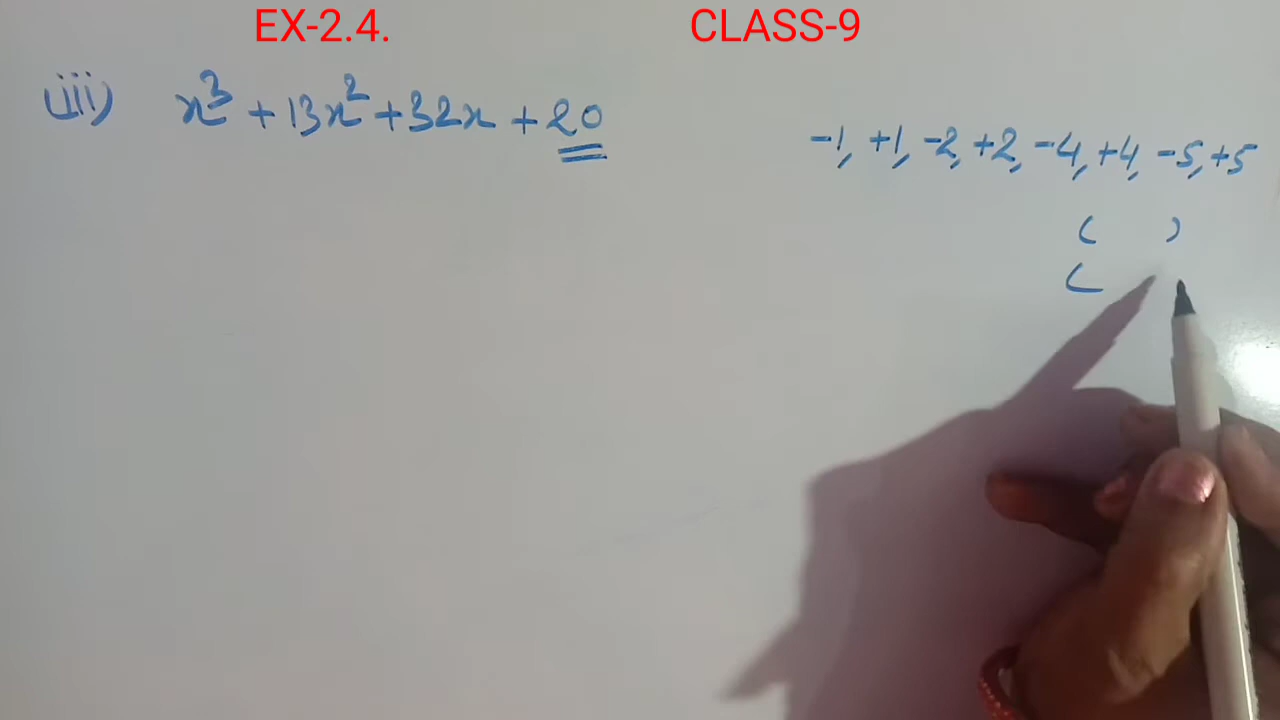 EX-2.4. CLASS-9
(iii) x³ + 13x² + 32x + 20
-1, +1, -2, +2, -4, +4, -5, +5
( )
(